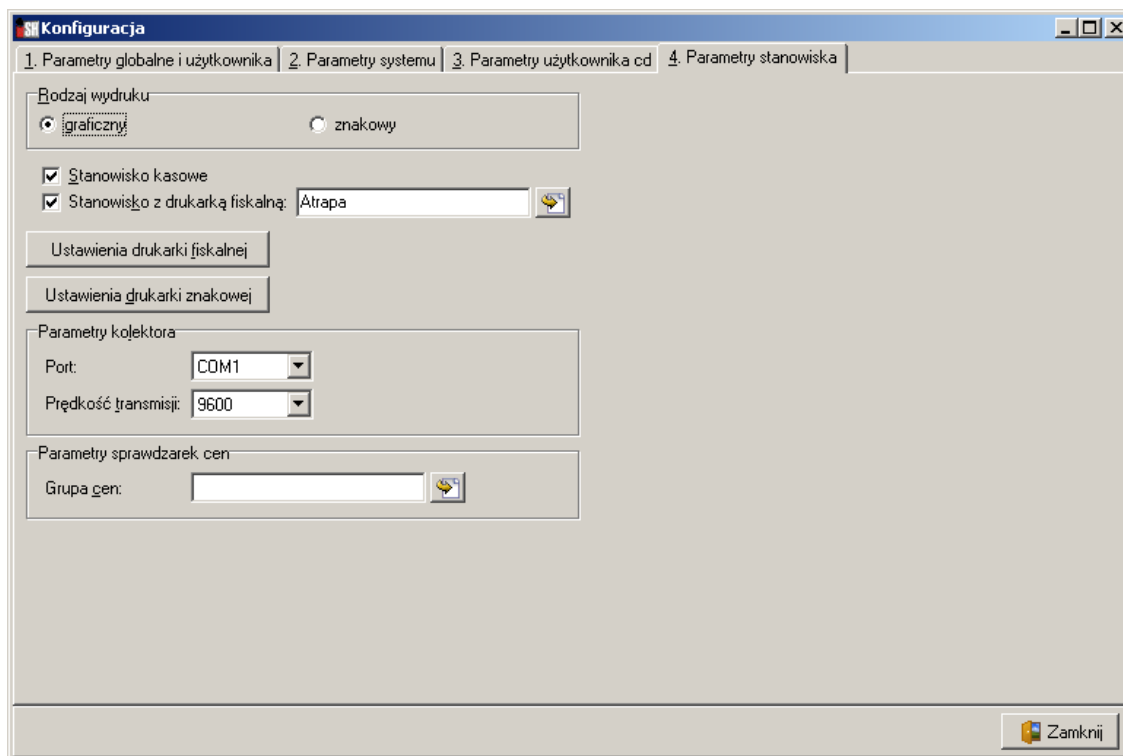 SH Konfiguracja
1. Parametry globalne i użytkownika 2. Parametry systemu 3. Parametry użytkownika cd 4. Parametry stanowiska
Rodzaj wydruku
graficzny znakowy
Stanowisko kasowe
Stanowisko z drukarką fiskalną: Atrapa
Ustawienia drukarki fiskalnej
Ustawienia drukarki znakowej
Parametry kolektora
Port: COM1
Prędkość transmisji: 9600
Parametry sprawdzarek cen
Grupa cen:
Zamknij